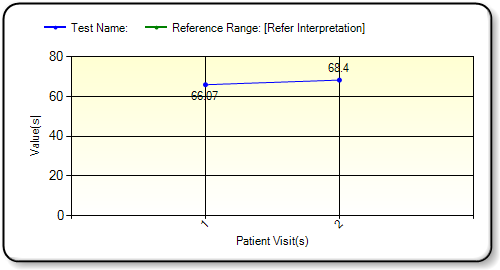 Test Name: Reference Range: [Refer Interpretation]
80
68.4
60
66.07
40
20
0
Value(s)
1 2
Patient Visit(s)